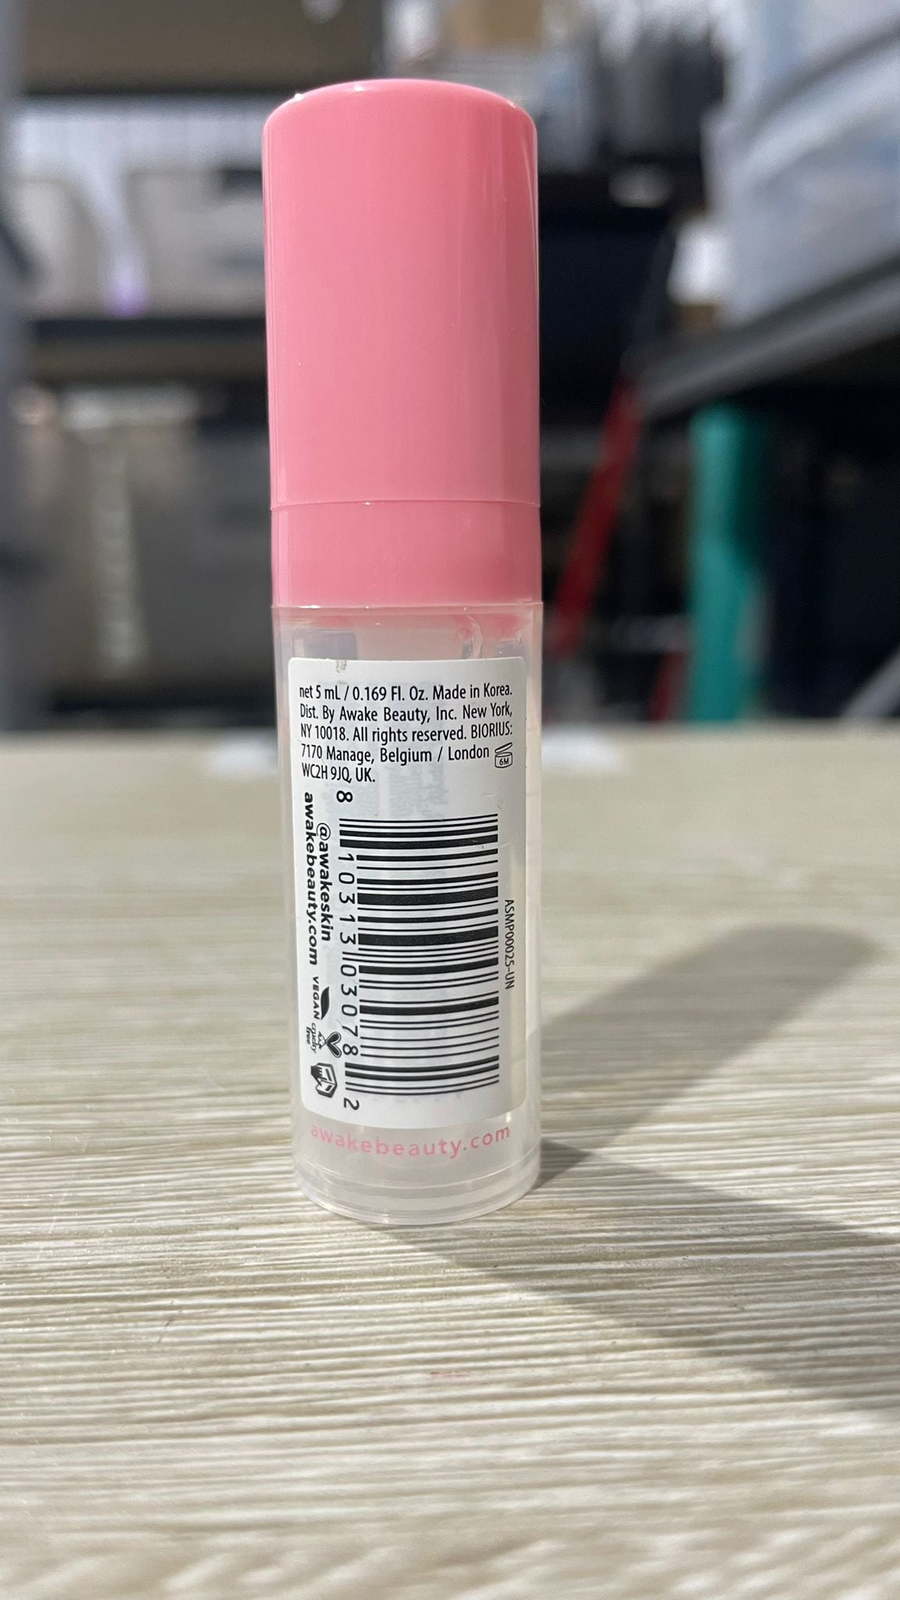 net 5 mL / 0.169 Fl. Oz. Made in Korea.
Dist. By Awake Beauty, Inc. New York,
NY 10018. All rights reserved. BIORIUS:
7170 Manage, Belgium / London
6M
WC2H 9JQ, UK.
@awakeskin
awakebeauty.com
VEGAN
cruelty
free
8 10313 03078 2
ASMP00025-UN
awakebeauty.com